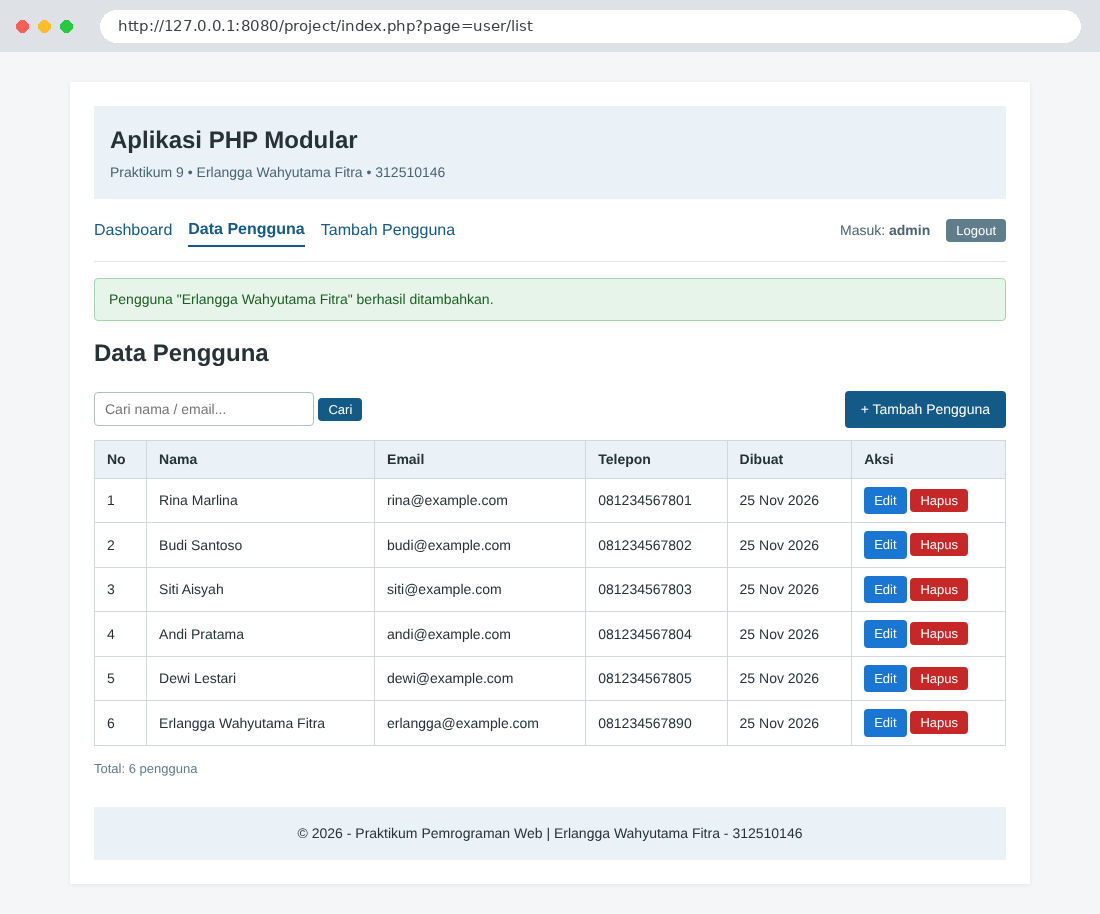 http://127.0.0.1:8080/project/index.php?page=user/list
Aplikasi PHP Modular
Praktikum 9 • Erlangga Wahyutama Fitra • 312510146
Dashboard Data Pengguna Tambah Pengguna Masuk: admin Logout
Pengguna "Erlangga Wahyutama Fitra" berhasil ditambahkan.
Data Pengguna
Cari nama / email... Cari + Tambah Pengguna
No Nama Email Telepon Dibuat Aksi
1 Rina Marlina rina@example.com 081234567801 25 Nov 2026 Edit Hapus
2 Budi Santoso budi@example.com 081234567802 25 Nov 2026 Edit Hapus
3 Siti Aisyah siti@example.com 081234567803 25 Nov 2026 Edit Hapus
4 Andi Pratama andi@example.com 081234567804 25 Nov 2026 Edit Hapus
5 Dewi Lestari dewi@example.com 081234567805 25 Nov 2026 Edit Hapus
6 Erlangga Wahyutama Fitra erlangga@example.com 081234567890 25 Nov 2026 Edit Hapus
Total: 6 pengguna
© 2026 - Praktikum Pemrograman Web | Erlangga Wahyutama Fitra - 312510146